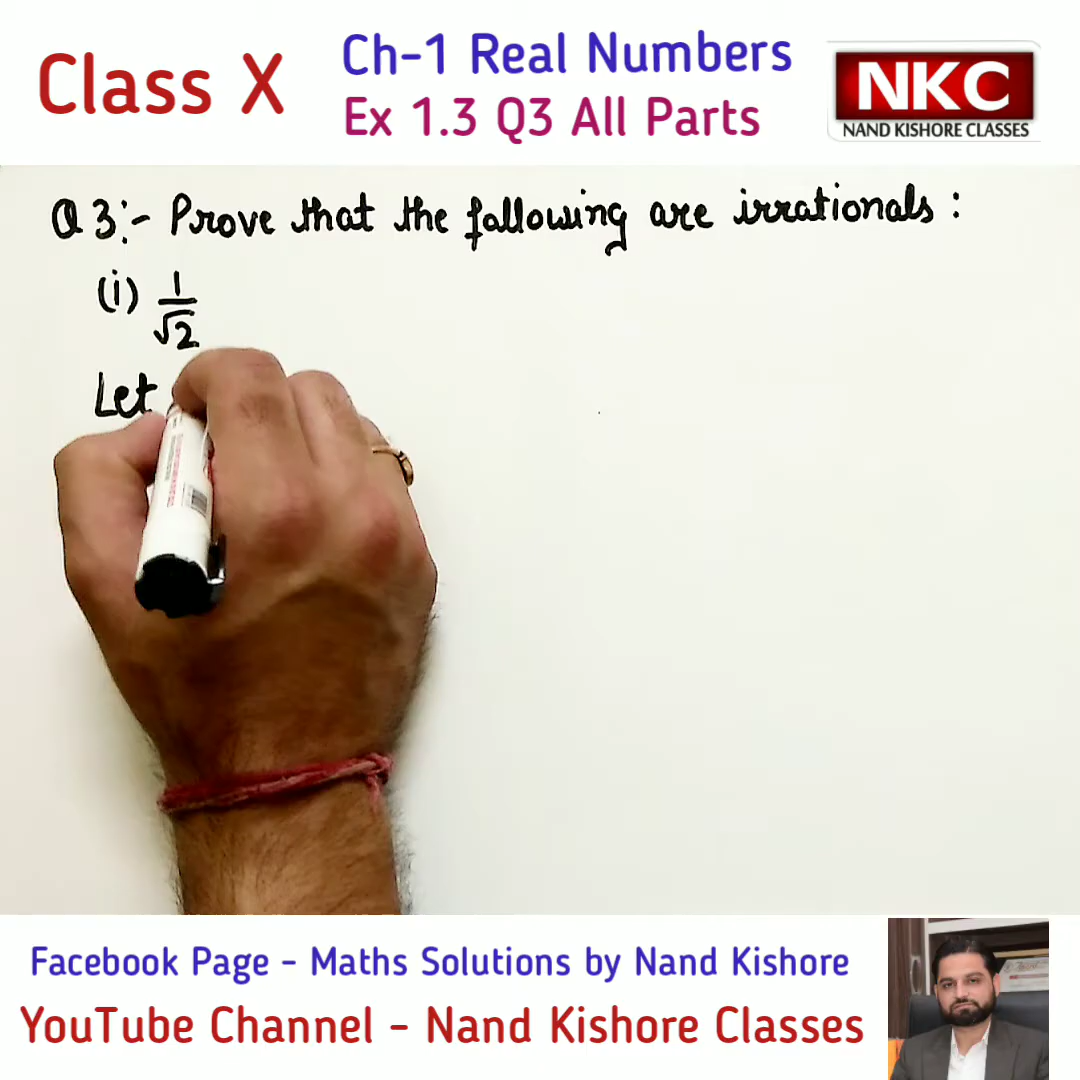 Class X
Ch-1 Real Numbers
Ex 1.3 Q3 All Parts
NKC
NAND KISHORE CLASSES
Q 3:- Prove that the following are irrationals :
(i) 1/√2
Let
Facebook Page - Maths Solutions by Nand Kishore
YouTube Channel - Nand Kishore Classes